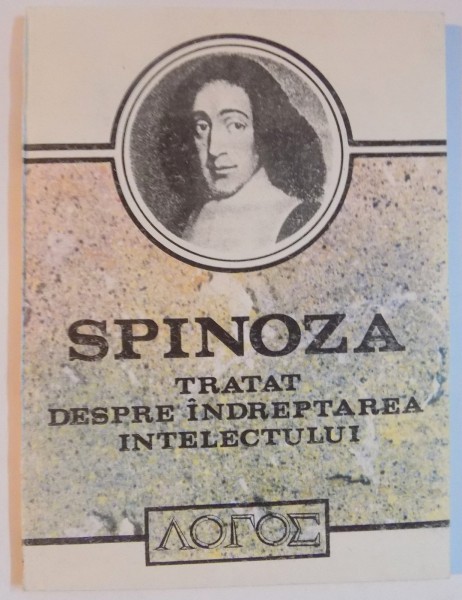 SPINOZA
TRATAT
DESPRE ÎNDREPTAREA
INTELECTULUI
ΛΟΓΟΣ